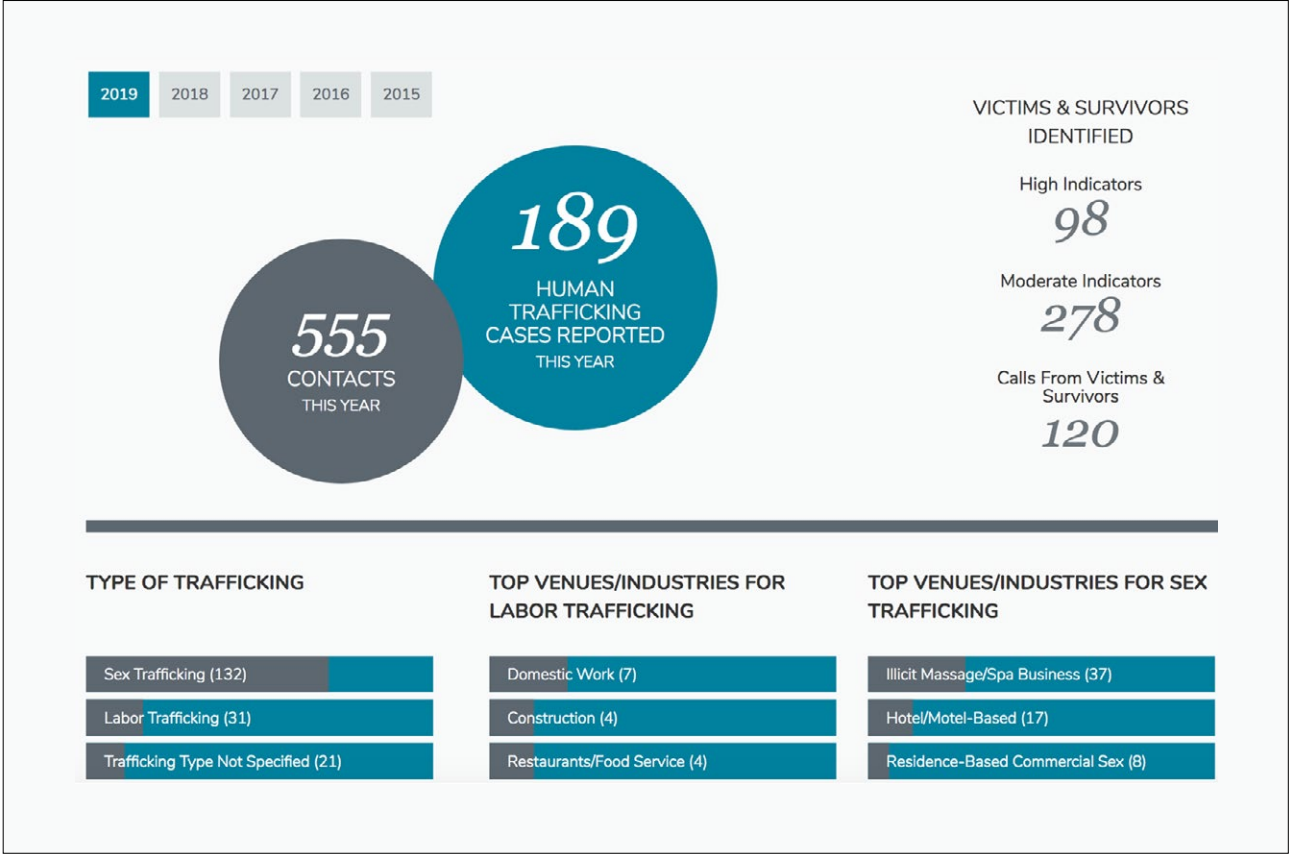 2019 2018 2017 2016 2015
189
HUMAN
TRAFFICKING
CASES REPORTED
THIS YEAR
555
CONTACTS
THIS YEAR
VICTIMS & SURVIVORS
IDENTIFIED
High Indicators
98
Moderate Indicators
278
Calls From Victims &
Survivors
120
TYPE OF TRAFFICKING
Sex Trafficking (132)
Labor Trafficking (31)
Trafficking Type Not Specified (21)
TOP VENUES/INDUSTRIES FOR
LABOR TRAFFICKING
Domestic Work (7)
Construction (4)
Restaurants/Food Service (4)
TOP VENUES/INDUSTRIES FOR SEX
TRAFFICKING
Illicit Massage/Spa Business (37)
Hotel/Motel-Based (17)
Residence-Based Commercial Sex (8)